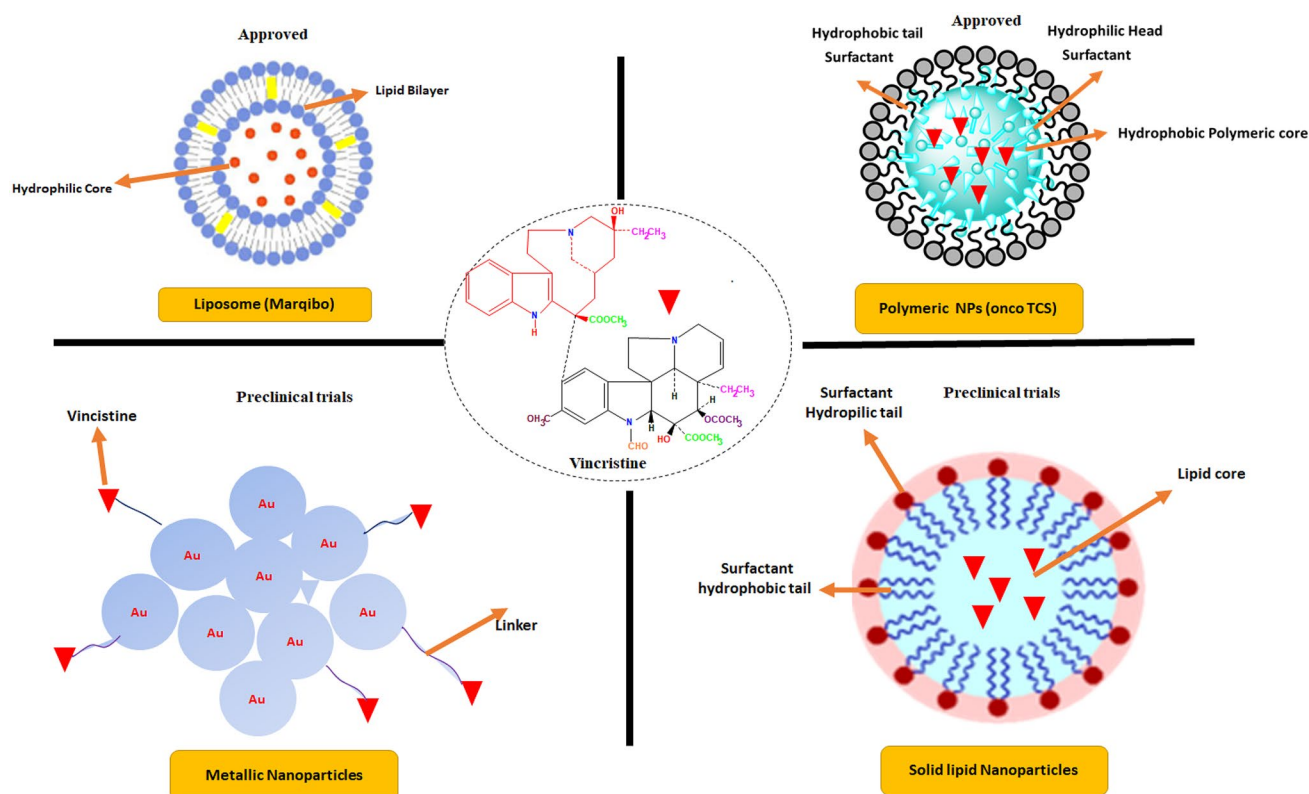 Approved
Lipid Bilayer
Hydrophilic Core
Liposome (Marqibo)
Approved
Hydrophobic tail
Surfactant
Hydrophilic Head
Surfactant
Hydrophobic Polymeric core
Polymeric NPs (onco TCS)
OH
N
CH2CH3
N
H
COOCH3
N
CH2CH3
H
H
OCOCH3
OH3C
N
H
HO
COOCH3
CHO
Vincristine
Preclinical trials
Vincistine
Au
Au
Au
Au
Au
Au
Au
Au
Au
Linker
Metallic Nanoparticles
Preclinical trials
Surfactant
Hydropilic tail
Lipid core
Surfactant
hydrophobic tail
Solid lipid Nanoparticles